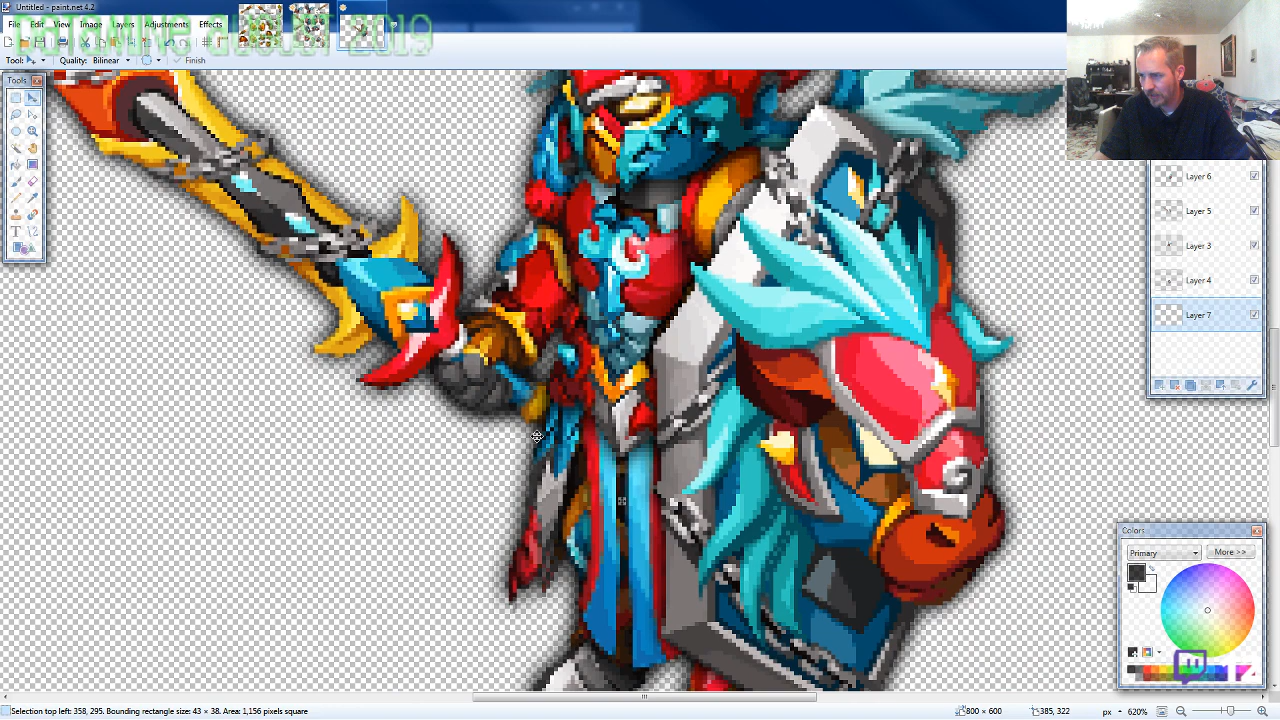 Untitled - paint.net 4.2
File Edit View Image Layers Adjustments Effects
2019
Tool:
Quality: Bilinear
Finish
Tools
Layer 6
Layer 5
Layer 3
Layer 4
Layer 7
Colors
Primary
More >>
Selection top left: 358, 295. Bounding rectangle size: 43 × 38. Area: 1,156 pixels square
800 × 600
385, 322
px
620%